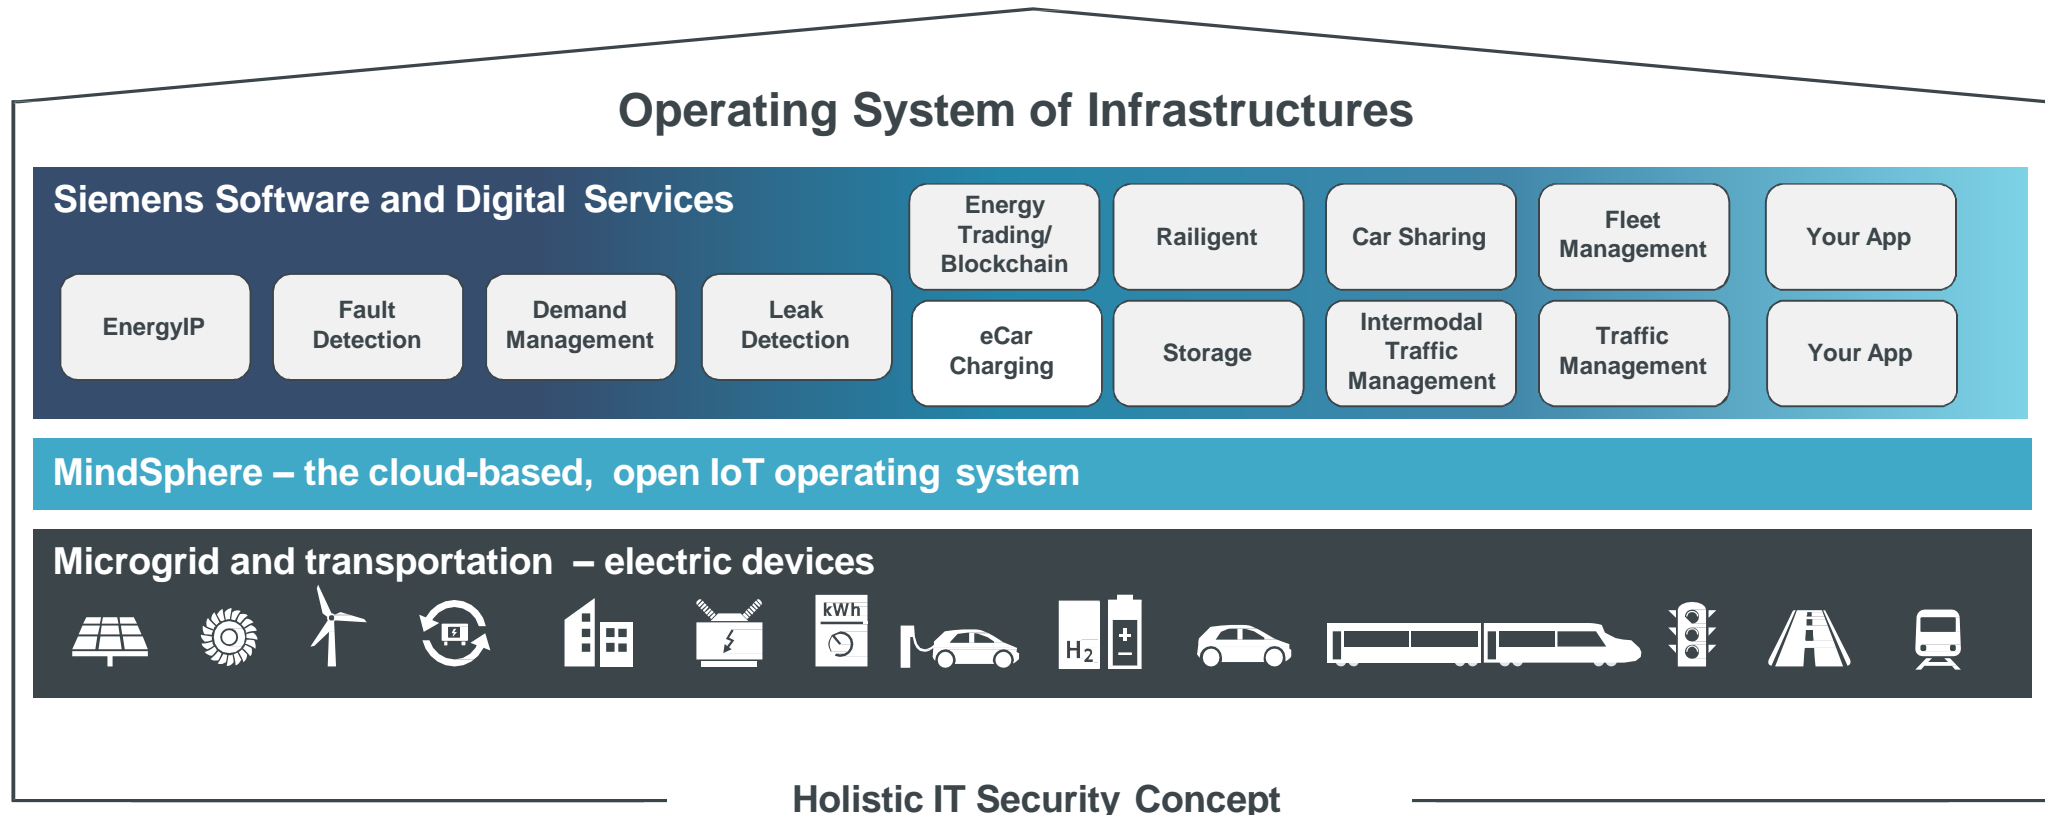 Operating System of Infrastructures
Siemens Software and Digital Services
Energy
Trading/
Blockchain
Railigent
Car Sharing
Fleet
Management
Your App
EnergyIP
Fault
Detection
Demand
Management
Leak
Detection
eCar
Charging
Storage
Intermodal
Traffic
Management
Traffic
Management
Your App
MindSphere – the cloud-based, open IoT operating system
Microgrid and transportation – electric devices
kWh
H2
+
–
Holistic IT Security Concept